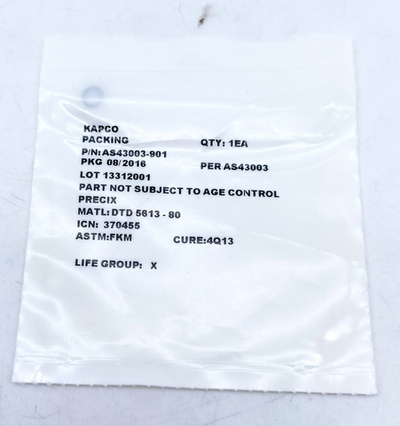 KAPCO
PACKING QTY: 1EA
P/N: AS43003-901
PKG 08/2016 PER AS43003
LOT 13312001
PART NOT SUBJECT TO AGE CONTROL
PRECIX
MATL: DTD 5613 - 80
ICN: 370455
ASTM:FKM CURE:4Q13
LIFE GROUP: X